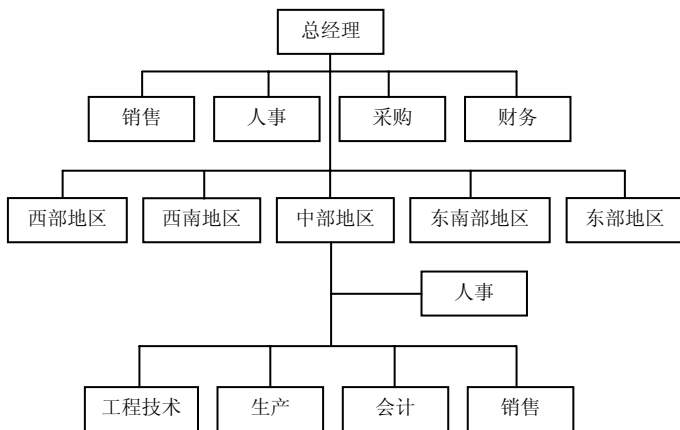 总经理
销售
人事
采购
财务
西部地区
西南地区
中部地区
东南部地区
东部地区
人事
工程技术
生产
会计
销售